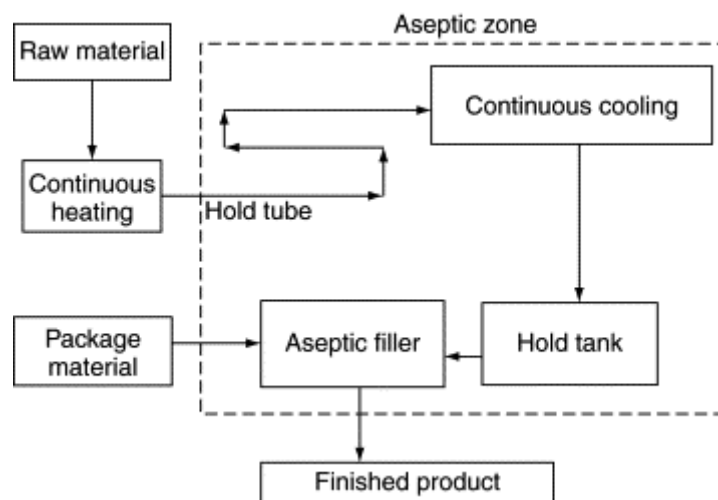 Aseptic zone
Raw material
Continuous cooling
Continuous
heating
Hold tube
Package
material
Aseptic filler
Hold tank
Finished product